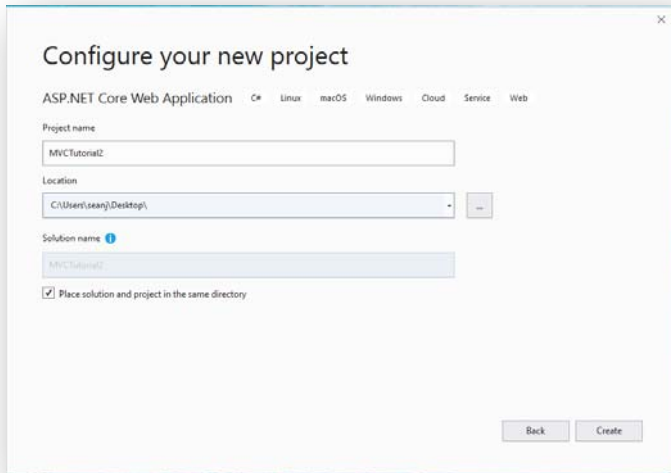 Configure your new project
ASP.NET Core Web Application C# Linux macOS Windows Cloud Service Web
Project name
MVCTutorial2
Location
C:\Users\seanj\Desktop\
...
Solution name
MVCTutorial2
Place solution and project in the same directory
Back Create